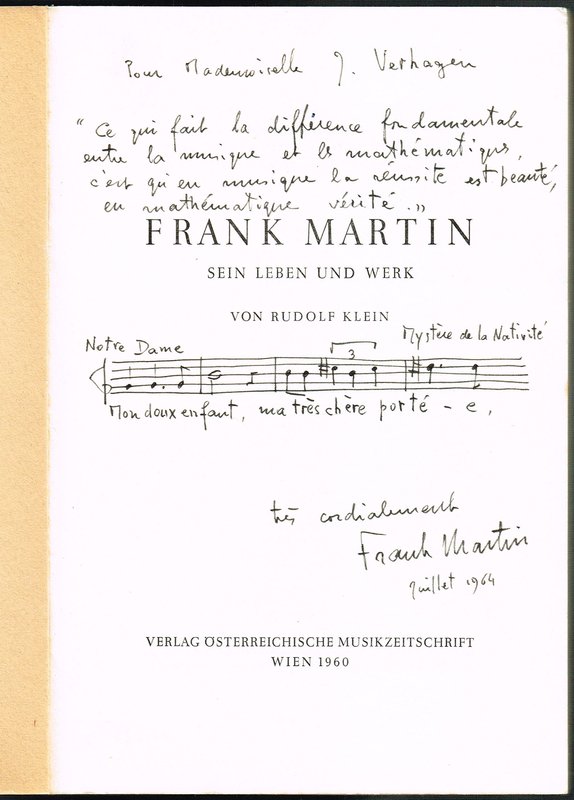 Pour Mademoiselle J. Verhagen
"Ce qui fait la différence fondamentale
entre la musique et les mathématiques,
c'est qu'en musique la réussite est beauté,
en mathématique vérité."
FRANK MARTIN
SEIN LEBEN UND WERK
VON RUDOLF KLEIN
Notre Dame
Mystère de la Nativité
3
Mon doux enfant, ma très chère porté - e,
très cordialement
Frank Martin
juillet 1964
VERLAG ÖSTERREICHISCHE MUSIKZEITSCHRIFT
WIEN 1960